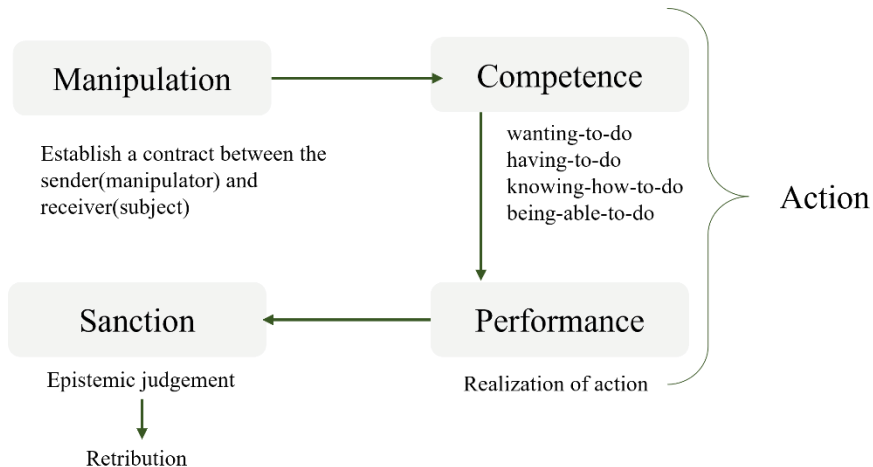 Manipulation
Establish a contract between the
sender(manipulator) and
receiver(subject)
Competence
wanting-to-do
having-to-do
knowing-how-to-do
being-able-to-do
Action
Performance
Realization of action
Sanction
Epistemic judgement
Retribution